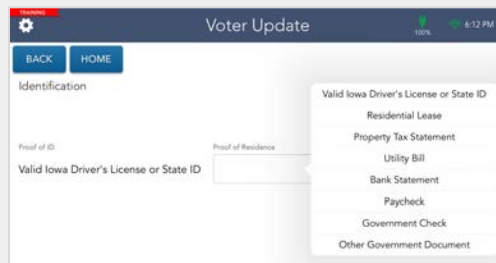 TRAINING
Voter Update
100%
6:12 PM
BACK
HOME
Identification
Proof of ID
Valid Iowa Driver's License or State ID
Proof of Residence
Valid Iowa Driver's License or State ID
Residential Lease
Property Tax Statement
Utility Bill
Bank Statement
Paycheck
Government Check
Other Government Document